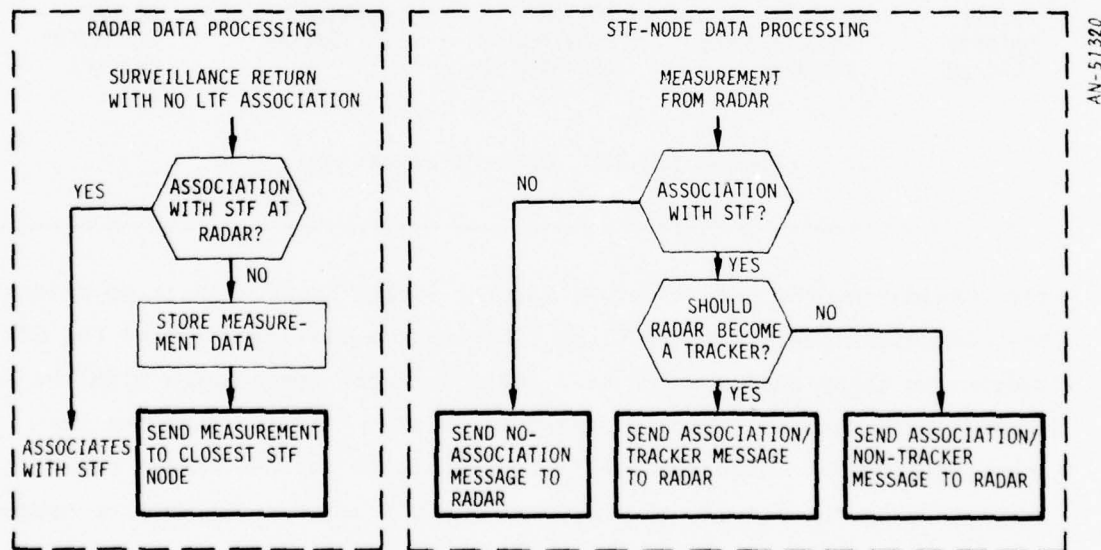 RADAR DATA PROCESSING
SURVEILLANCE RETURN
WITH NO LTF ASSOCIATION
ASSOCIATION
WITH STF AT
RADAR?
YES
NO
STORE MEASURE-
MENT DATA
ASSOCIATES
WITH STF
SEND MEASUREMENT
TO CLOSEST STF
NODE
STF-NODE DATA PROCESSING
MEASUREMENT
FROM RADAR
ASSOCIATION
WITH STF?
NO
YES
SHOULD
RADAR BECOME
A TRACKER?
NO
YES
SEND NO-
ASSOCIATION
MESSAGE TO
RADAR
SEND ASSOCIATION/
TRACKER MESSAGE
TO RADAR
SEND ASSOCIATION/
NON-TRACKER
MESSAGE TO RADAR
AN-51320